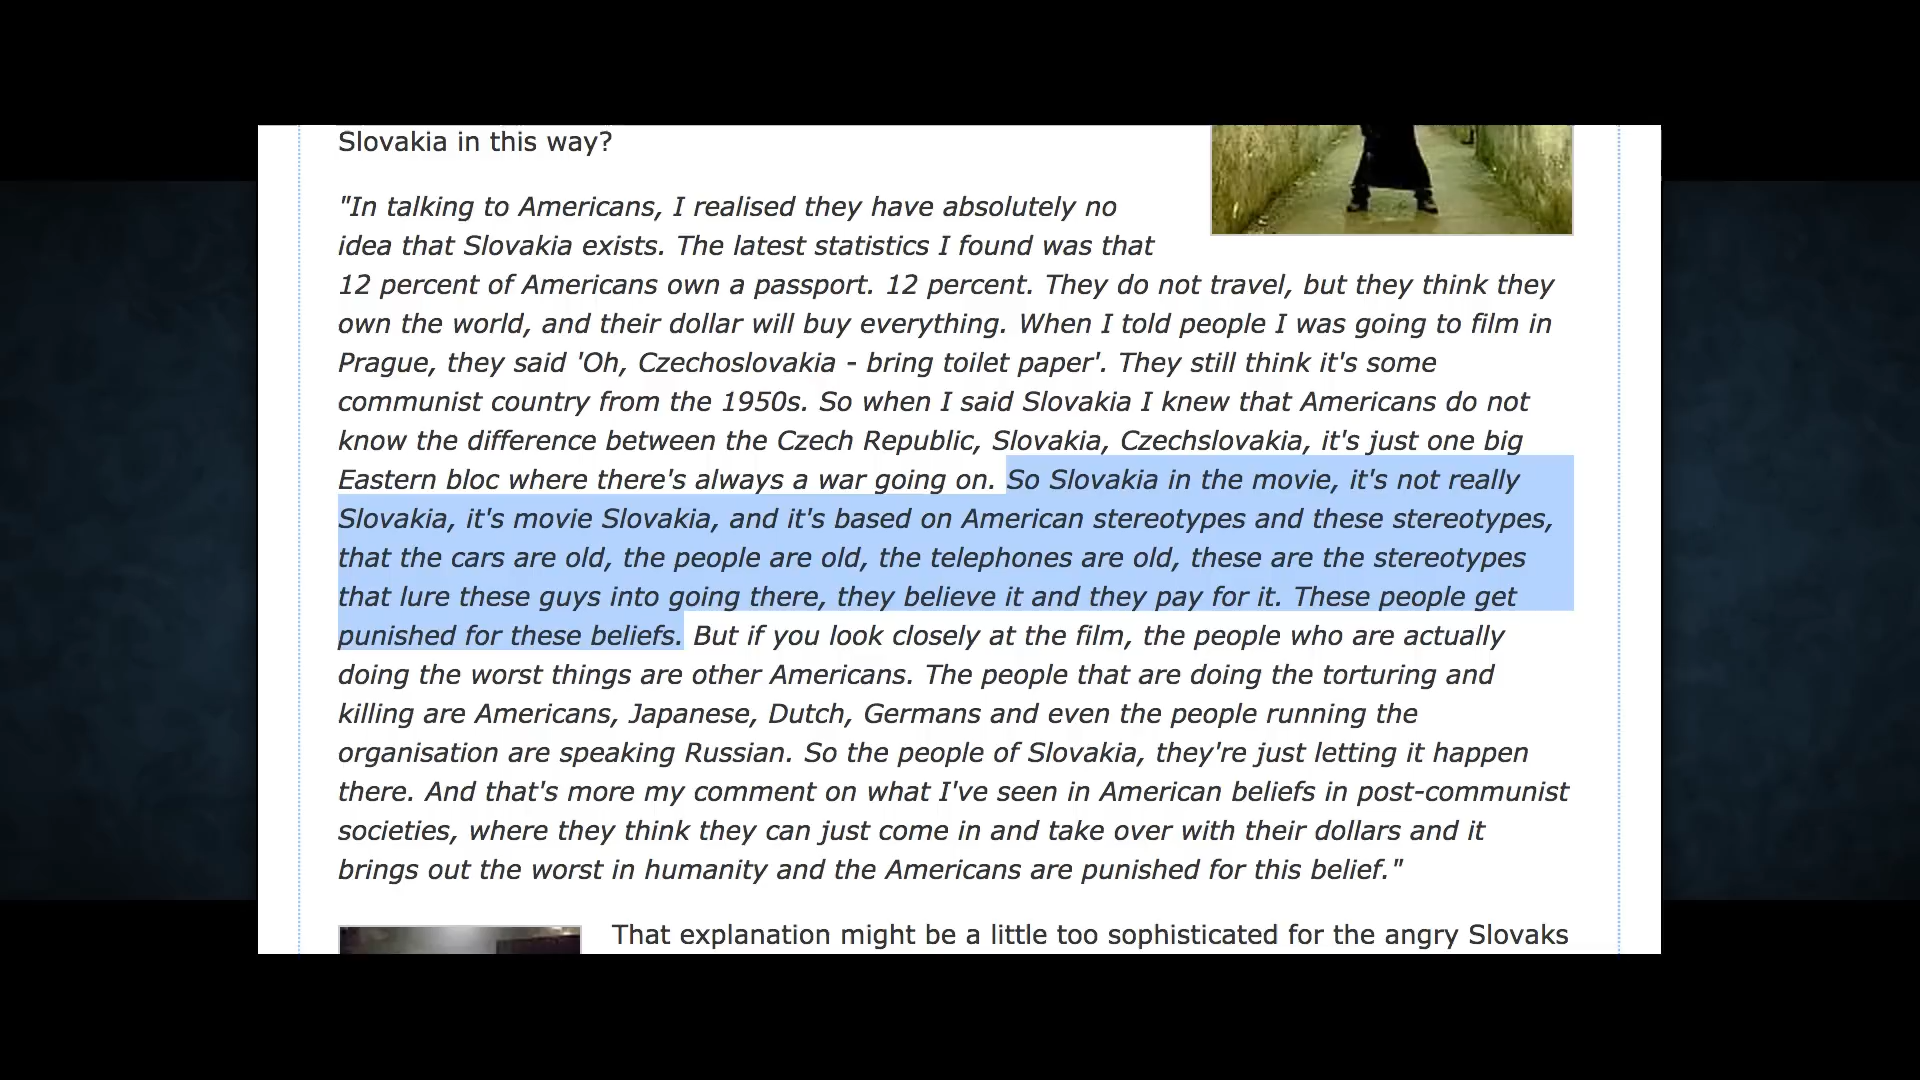 Slovakia in this way?
"In talking to Americans, I realised they have absolutely no
idea that Slovakia exists. The latest statistics I found was that
12 percent of Americans own a passport. 12 percent. They do not travel, but they think they
own the world, and their dollar will buy everything. When I told people I was going to film in
Prague, they said 'Oh, Czechoslovakia - bring toilet paper'. They still think it's some
communist country from the 1950s. So when I said Slovakia I knew that Americans do not
know the difference between the Czech Republic, Slovakia, Czechslovakia, it's just one big
Eastern bloc where there's always a war going on. So Slovakia in the movie, it's not really
Slovakia, it's movie Slovakia, and it's based on American stereotypes and these stereotypes,
that the cars are old, the people are old, the telephones are old, these are the stereotypes
that lure these guys into going there, they believe it and they pay for it. These people get
punished for these beliefs. But if you look closely at the film, the people who are actually
doing the worst things are other Americans. The people that are doing the torturing and
killing are Americans, Japanese, Dutch, Germans and even the people running the
organisation are speaking Russian. So the people of Slovakia, they're just letting it happen
there. And that's more my comment on what I've seen in American beliefs in post-communist
societies, where they think they can just come in and take over with their dollars and it
brings out the worst in humanity and the Americans are punished for this belief."
That explanation might be a little too sophisticated for the angry Slovaks